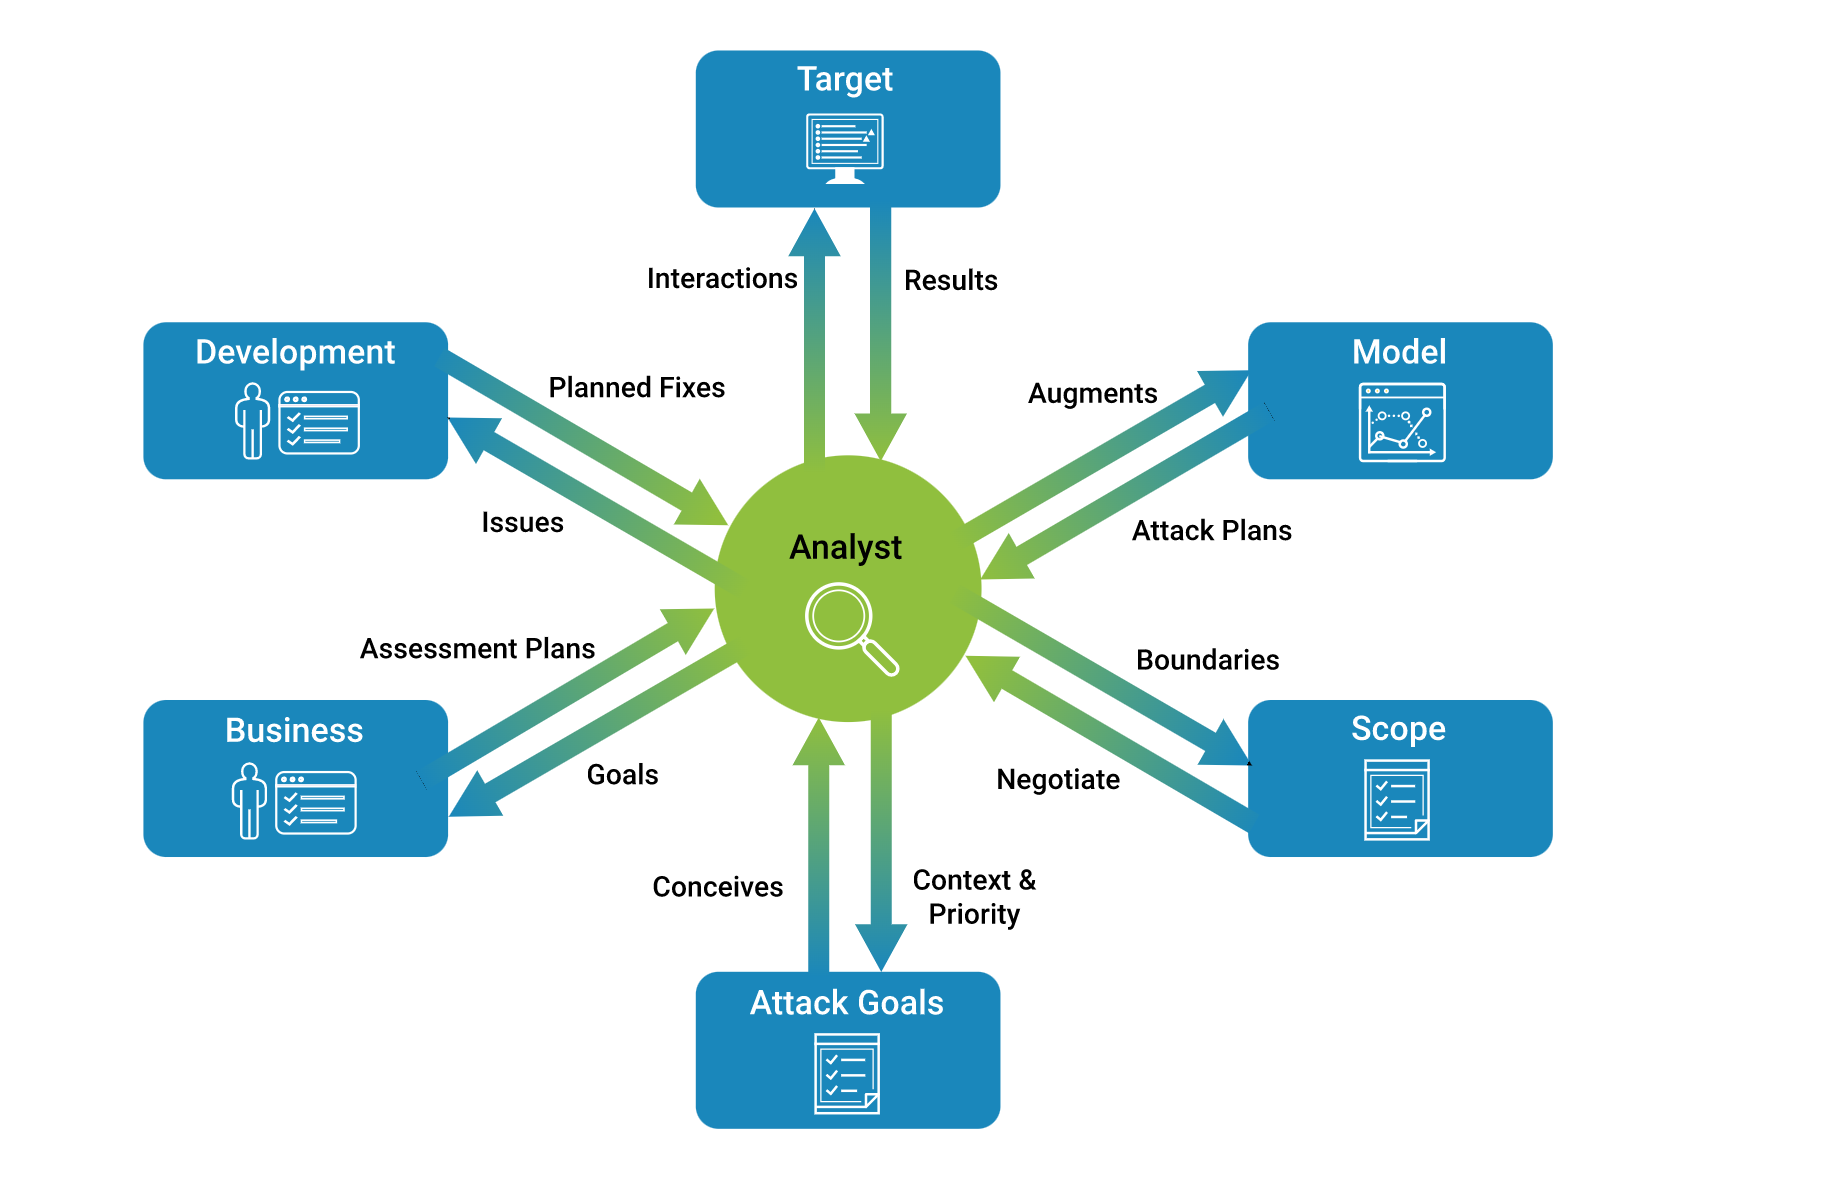 Target
Interactions
Results
Development
Model
Planned Fixes
Augments
Issues
Attack Plans
Analyst
Assessment Plans
Boundaries
Business
Scope
Goals
Negotiate
Conceives
Context &
Priority
Attack Goals